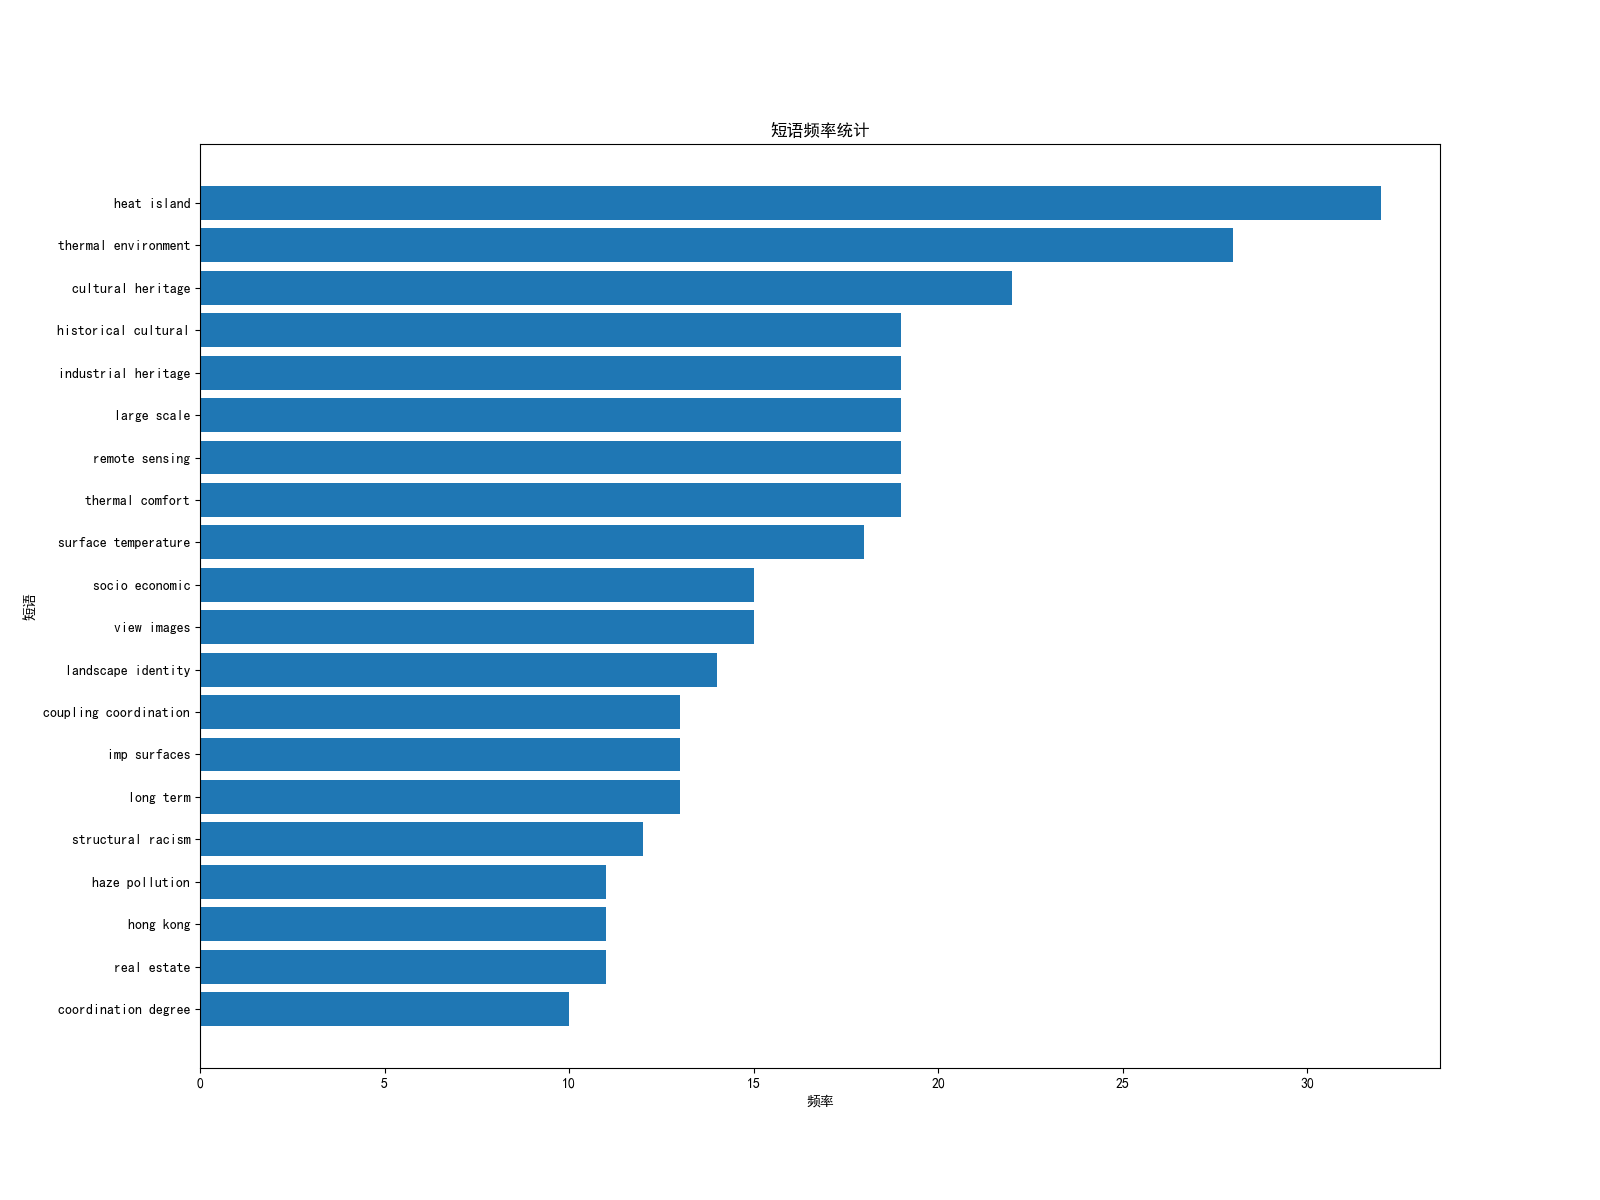 短语频率统计
heat island
thermal environment
cultural heritage
historical cultural
industrial heritage
large scale
remote sensing
thermal comfort
surface temperature
socio economic
view images
landscape identity
coupling coordination
imp surfaces
long term
structural racism
haze pollution
hong kong
real estate
coordination degree
短语
0 5 10 15 20 25 30
频率